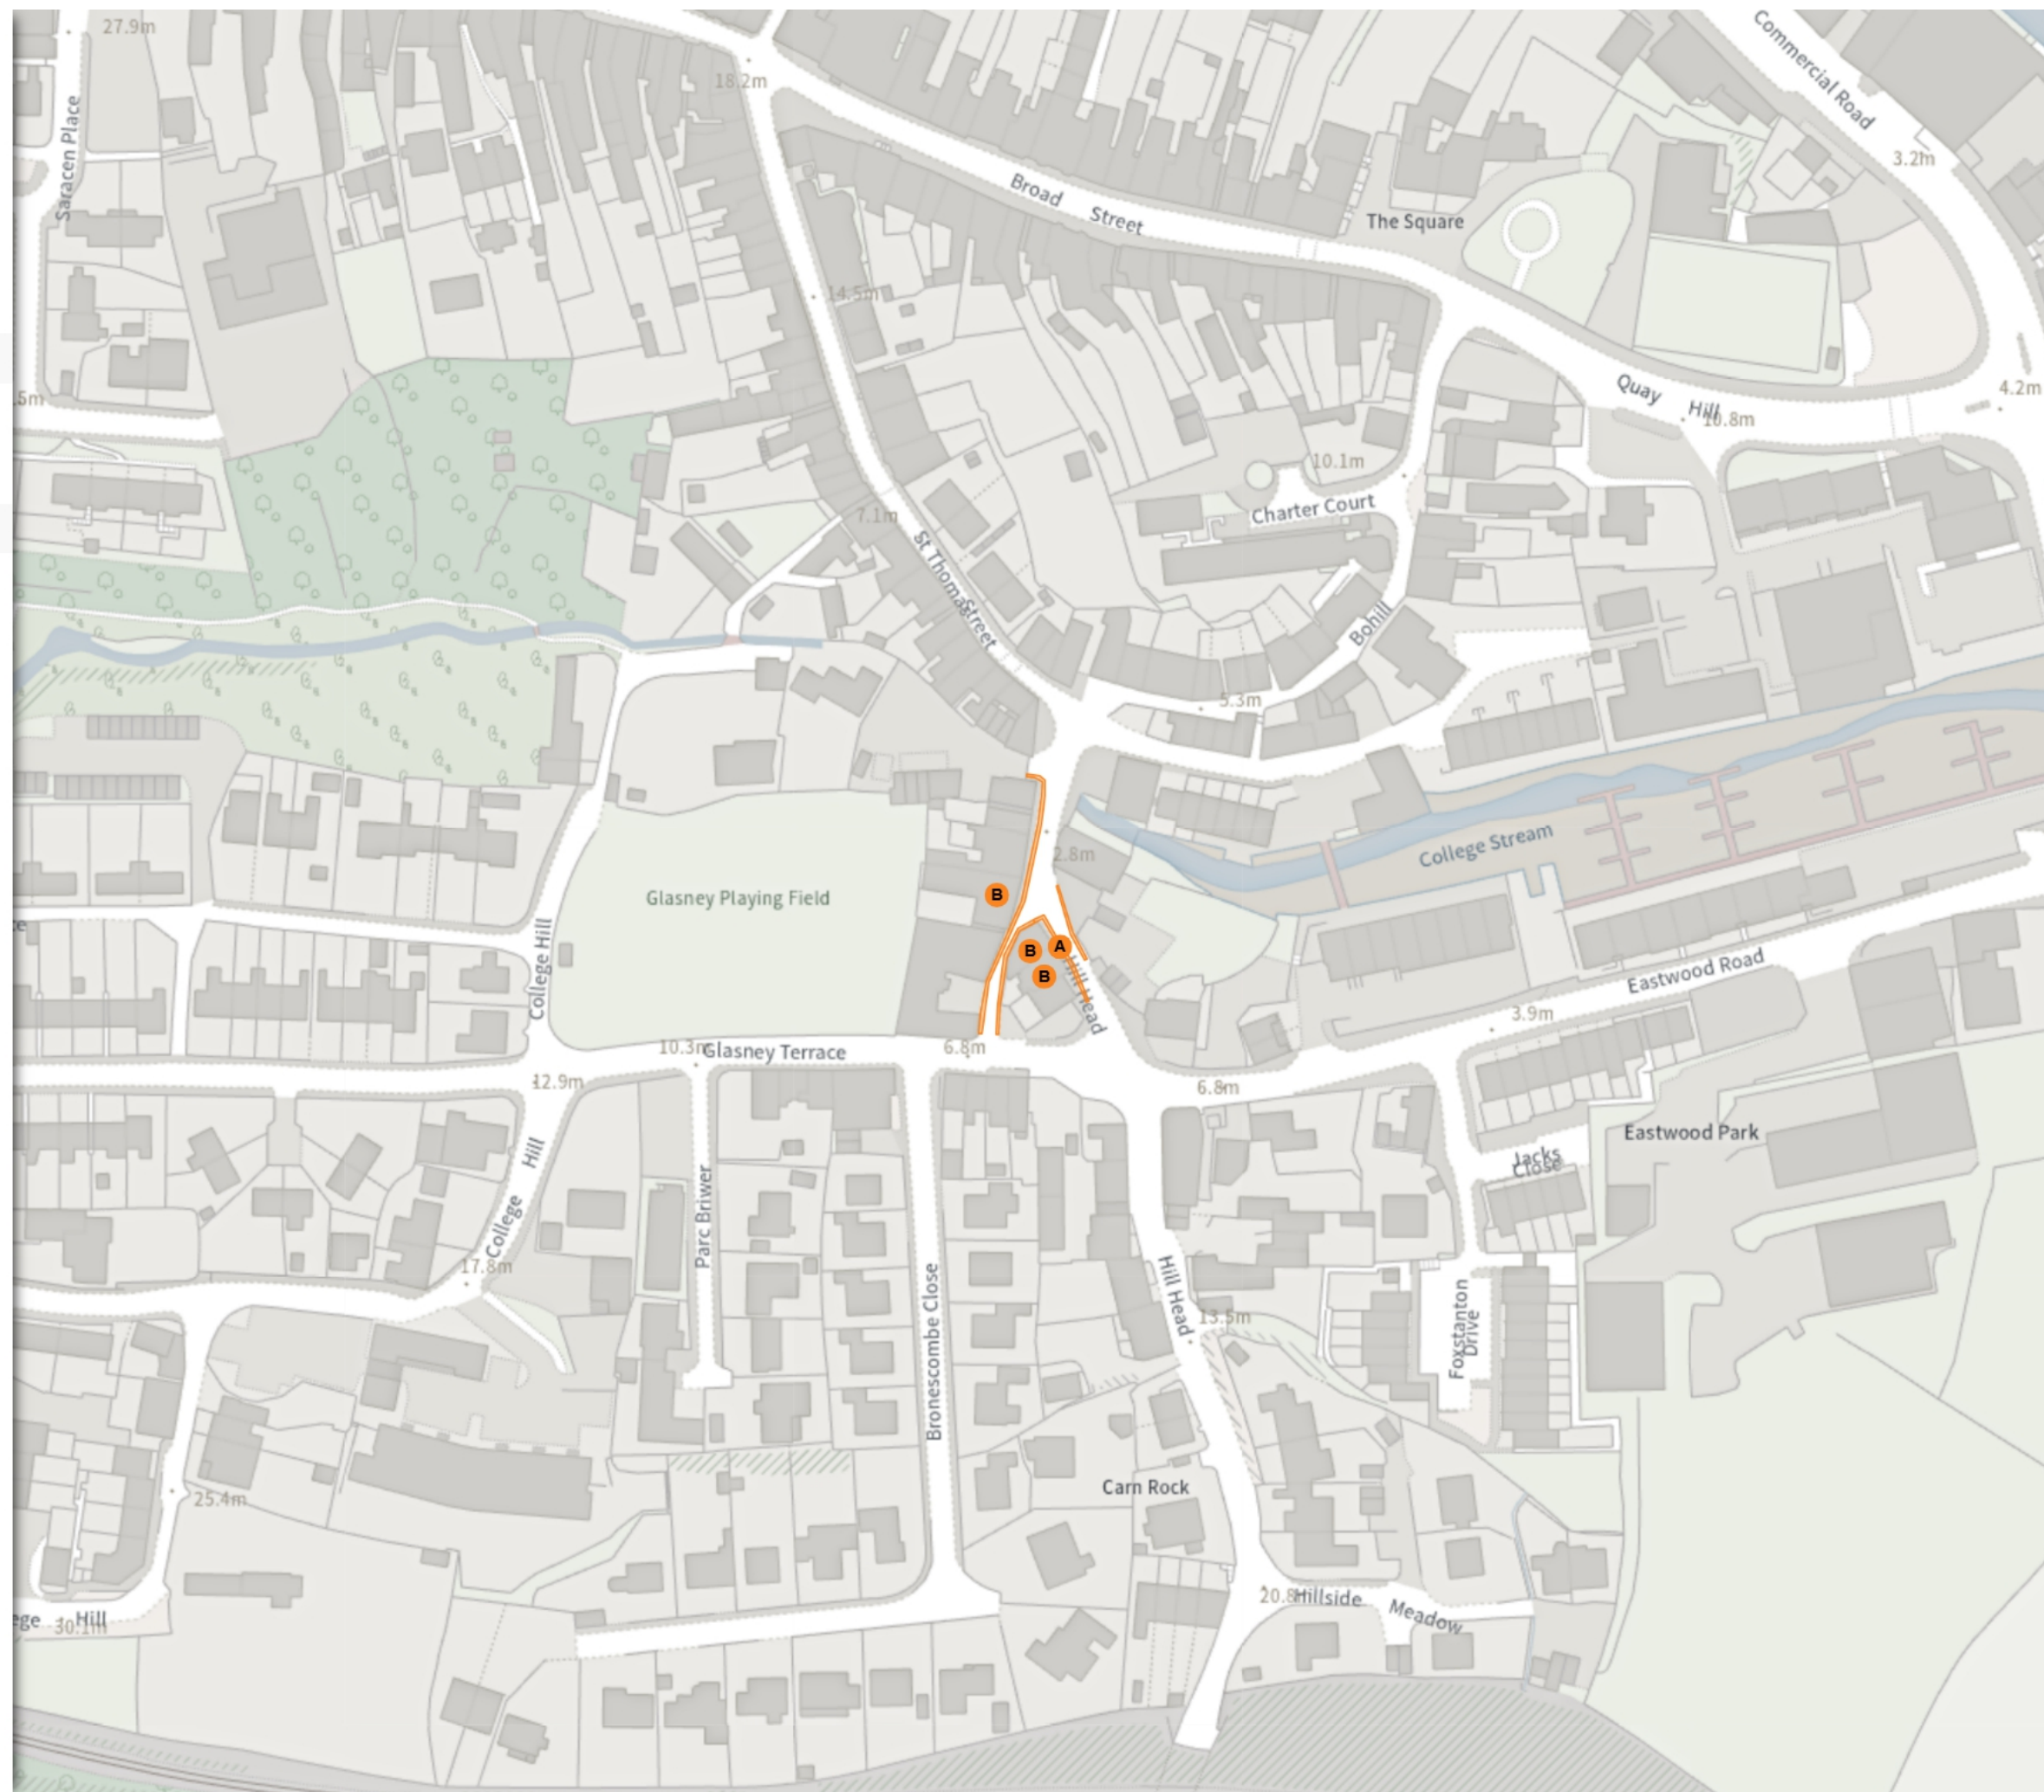 27.9m
18.2m
Commercial Road
Saracen Place
3.2m
Broad Street
The Square
14.5m
Quay Hill
10.8m
4.2m
.5m
10.1m
Charter Court
7.1m
St Thomas Street
Bohill
5.3m
2.8m
College Stream
Glasney Playing Field
B
B
A
B
College Hill
Hill Head
Eastwood Road
3.9m
10.3m
Glasney Terrace
6.8m
12.9m
6.8m
Eastwood Park
Jacks
Close
College Hill
Parc Briwer
17.8m
Bronescombe Close
Hill Head
13.5m
Foxstanton
Drive
Carn Rock
25.4m
20.8
Hillside Meadow
ege Hill
30.1m